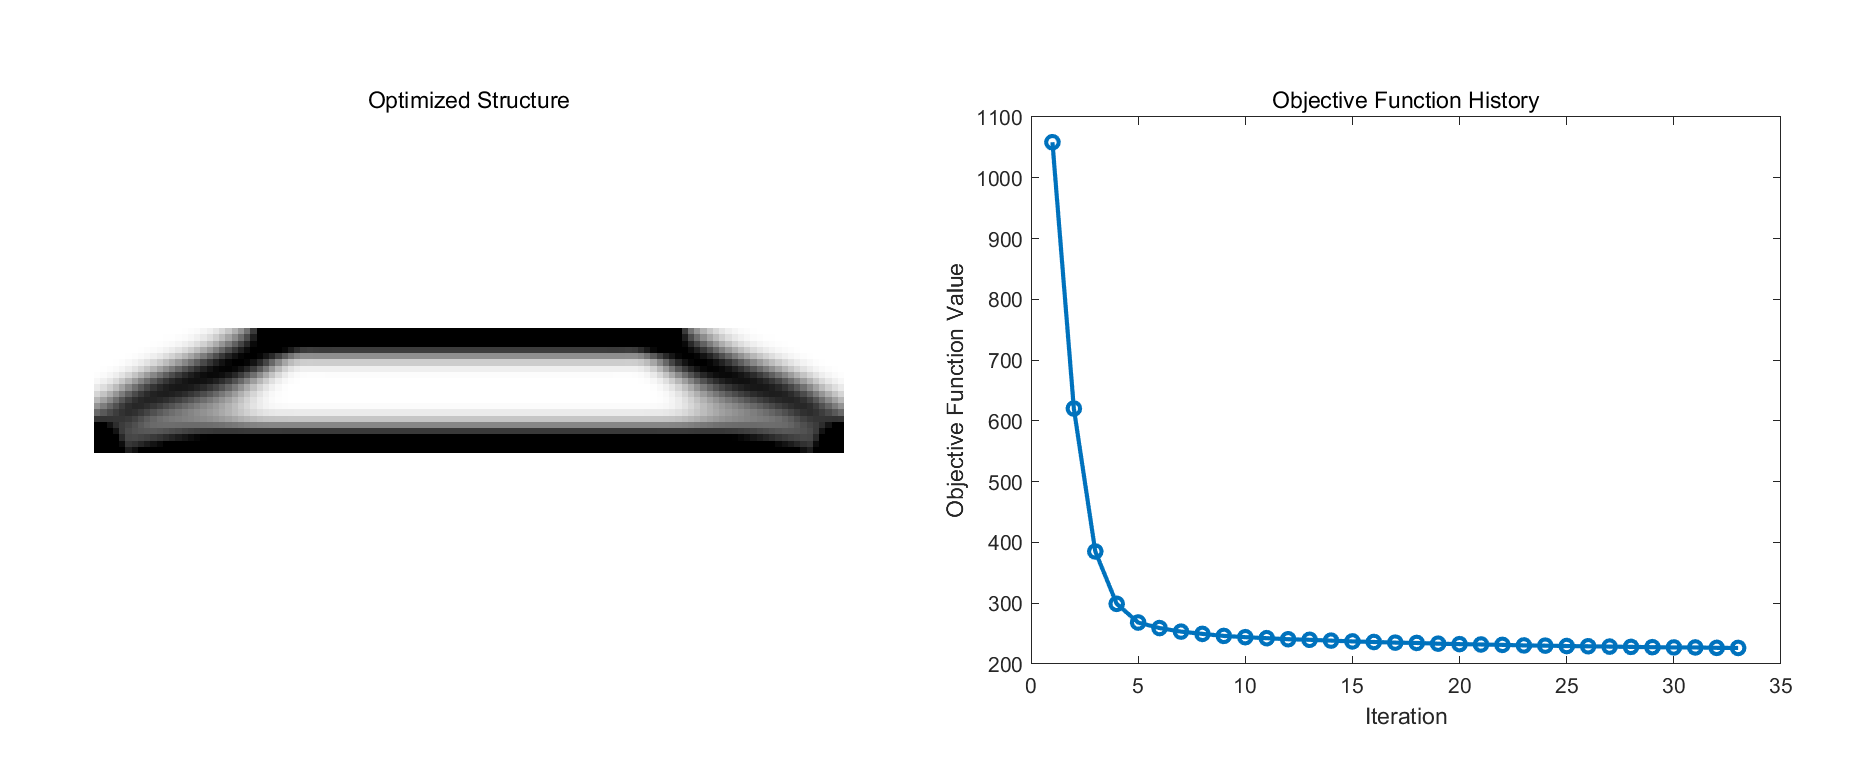 Optimized Structure
Objective Function History
1100
1000
900
800
700
600
500
400
300
200
Objective Function Value
0 5 10 15 20 25 30 35
Iteration